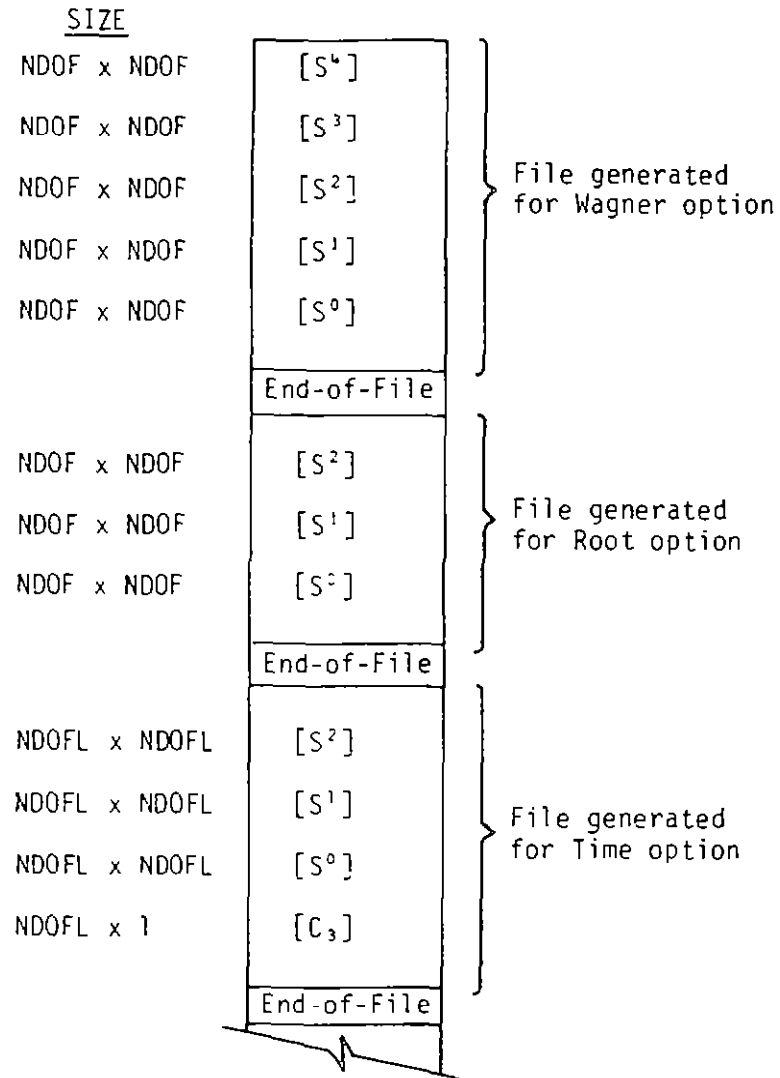 SIZE
NDOF x NDOF [S⁴]
NDOF x NDOF [S³]
NDOF x NDOF [S²]
NDOF x NDOF [S¹]
NDOF x NDOF [S⁰]
File generated
for Wagner option
End-of-File
NDOF x NDOF [S²]
NDOF x NDOF [S¹]
NDOF x NDOF [S⁰]
File generated
for Root option
End-of-File
NDOFL x NDOFL [S²]
NDOFL x NDOFL [S¹]
NDOFL x NDOFL [S⁰]
NDOFL x 1 [C₃]
File generated
for Time option
End-of-File